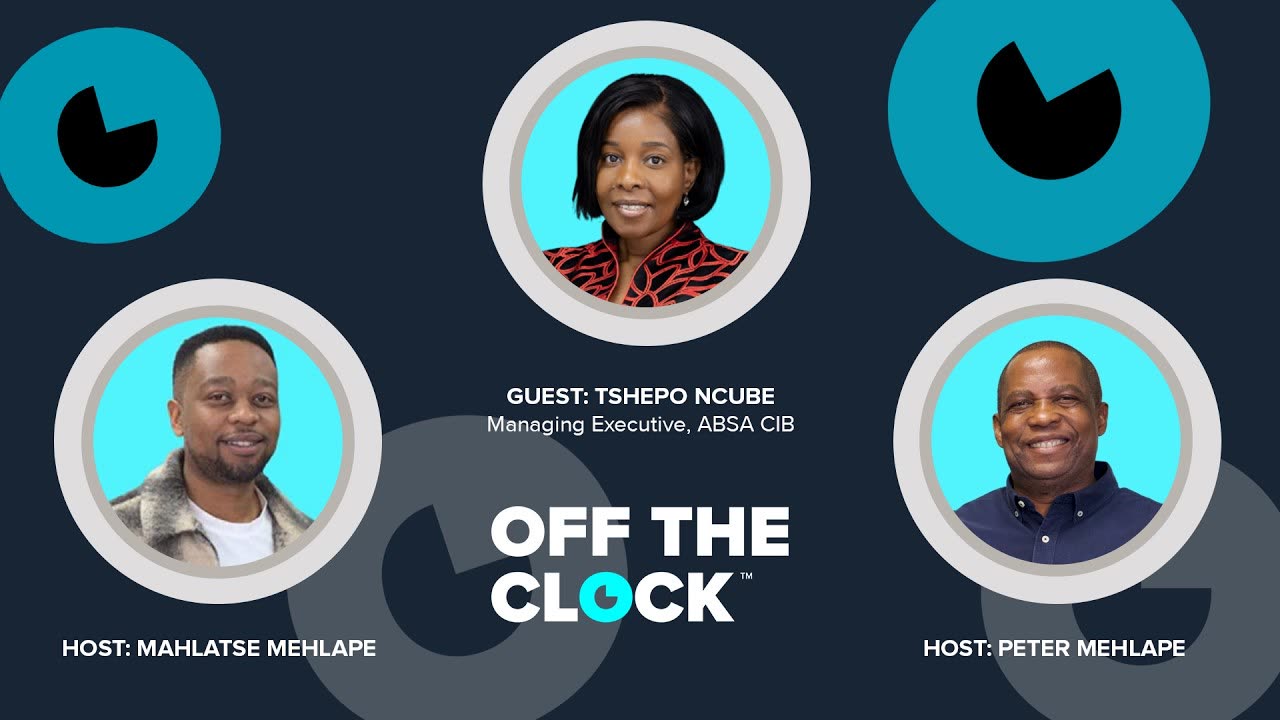 GUEST: TSHEPO NCUBE
Managing Executive, ABSA CIB
OFF THE
CLOCK™
HOST: MAHLATSE MEHLAPE
HOST: PETER MEHLAPE